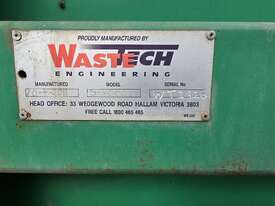 PROUDLY MANUFACTURED BY
WASTECH
ENGINEERING
MANUFACTURED MODEL SERIAL No
HEAD OFFICE: 33 WEDGEWOOD ROAD HALLAM VICTORIA 3803
FREE CALL 1800 465 465